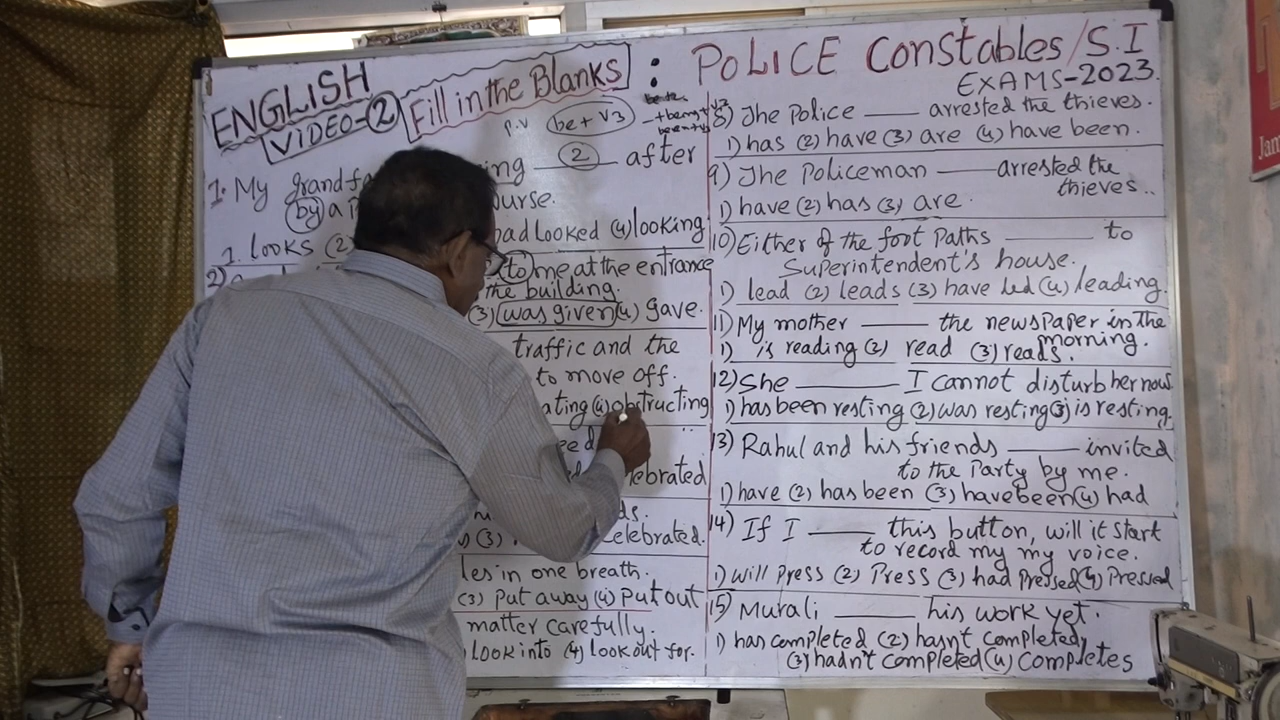 ENGLISH
VIDEO-2
Fill in the Blanks :
POLICE Constables/S.I
EXAMS-2023.
P.V be + V3
1. My grand fa ing 2 after
by a urse.
1. looks (2) had looked (4) looking
2) to me at the entrance
the building.
(3) was given (4) gave.
traffic and the
to move off.
ating (4) obstructing
ebrated
ds.
(3) celebrated.
les in one breath.
(3) Put away (4) Put out
matter carefully.
look into (4) look out for.
8) The Police ____ arrested the thieves.
1) has (2) have (3) are (4) have been.
9) The Policeman ____ arrested the
thieves..
1) have (2) has (3) are.
10) Either of the foot Paths ____ to
Superintendent's house.
1) lead (2) leads (3) have led (4) leading
11) My mother ____ the newspaper in the
morning.
1) is reading (2) read (3) reads.
12) She ____ I cannot disturb her now
1) has been resting (2) was resting (3) is resting.
13) Rahul and his friends ____ invited
to the Party by me.
1) have (2) has been (3) have been (4) had
14) If I ____ this button, will it start
to record my my voice.
1) will Press (2) Press (3) had Pressed (4) Pressed
15) Murali ____ his work yet.
1) has completed (2) hasn't completed
(3) hadn't completed (4) completes
Jam